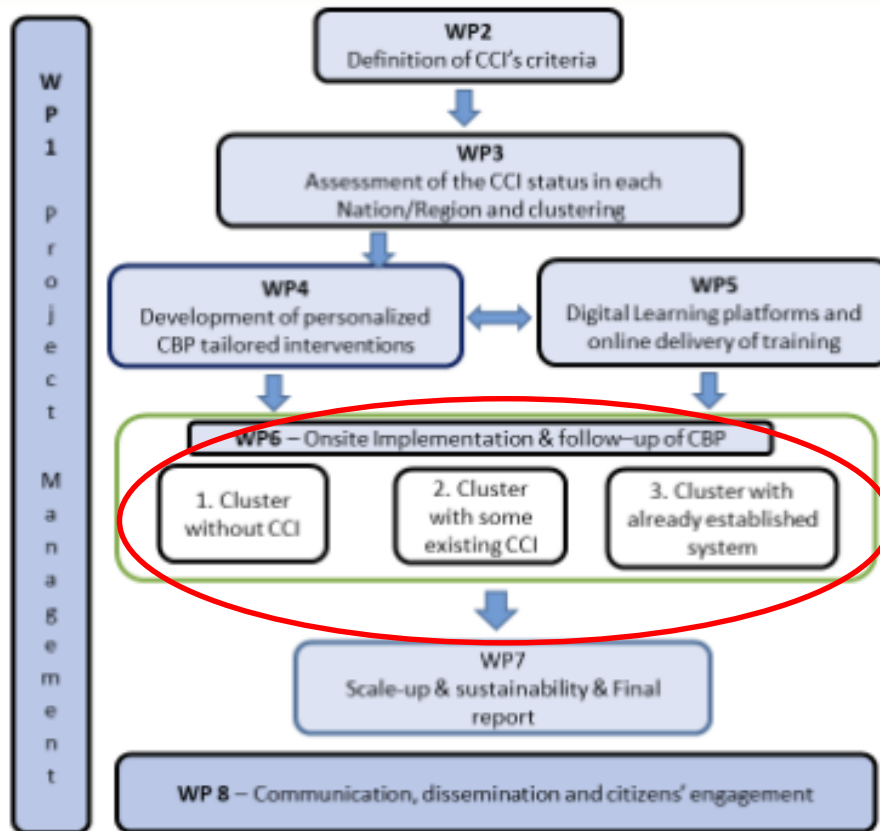 WP1 Project Management
WP2
Definition of CCI's criteria
WP3
Assessment of the CCI status in each
Nation/Region and clustering
WP4
Development of personalized
CBP tailored interventions
WP5
Digital Learning platforms and
online delivery of training
WP6 – Onsite Implementation & follow–up of CBP
1. Cluster
without CCI
2. Cluster
with some
existing CCI
3. Cluster with
already established
system
WP7
Scale-up & sustainability & Final
report
WP 8 – Communication, dissemination and citizens' engagement